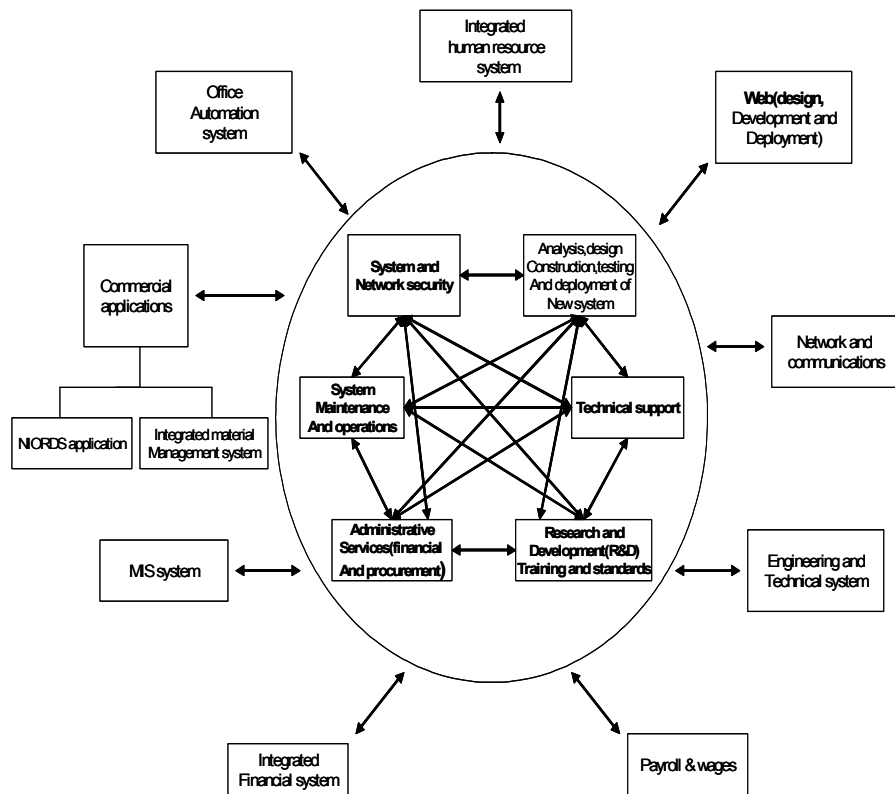 Integrated
human resource
system
Office
Automation
system
Web(design,
Development and
Deployment)
System and
Network security
Analysis,design
Construction,testing
And deployment of
New system
Commercial
applications
Network and
communications
System
Maintenance
And operations
Technical support
NIORDS application
Integrated material
Management system
Administrative
Services(financial
And procurement)
Research and
Development(R&D)
Training and standards
MIS system
Engineering and
Technical system
Integrated
Financial system
Payroll & wages